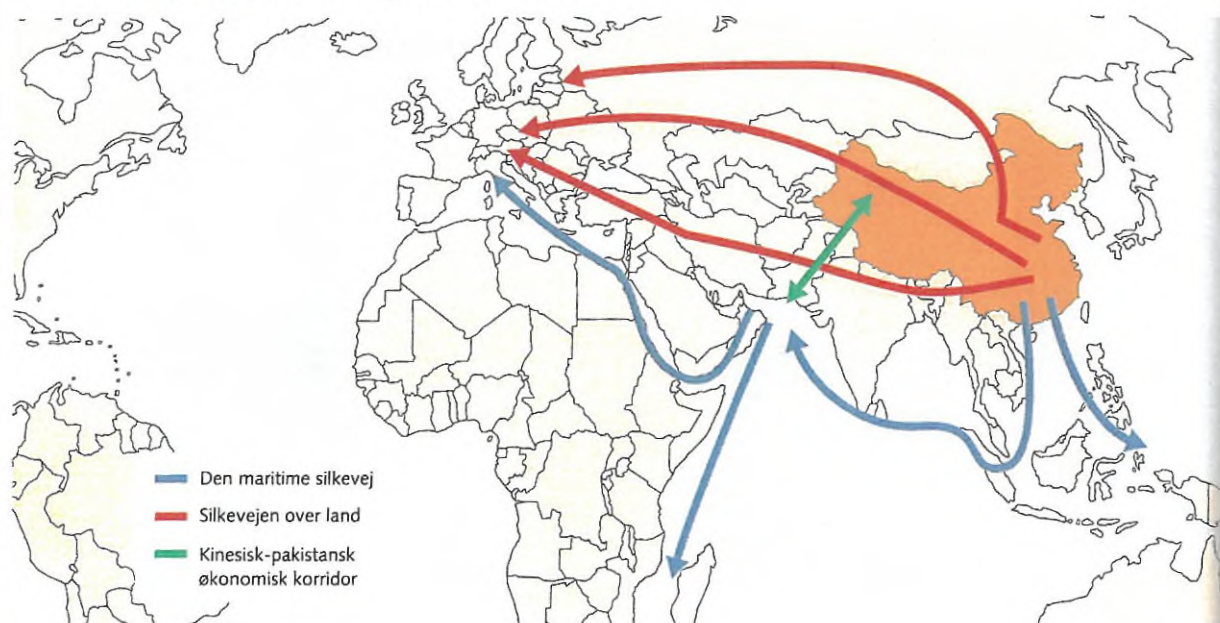 Den maritime silkevej
Silkevejen over land
Kinesisk-pakistansk
økonomisk korridor